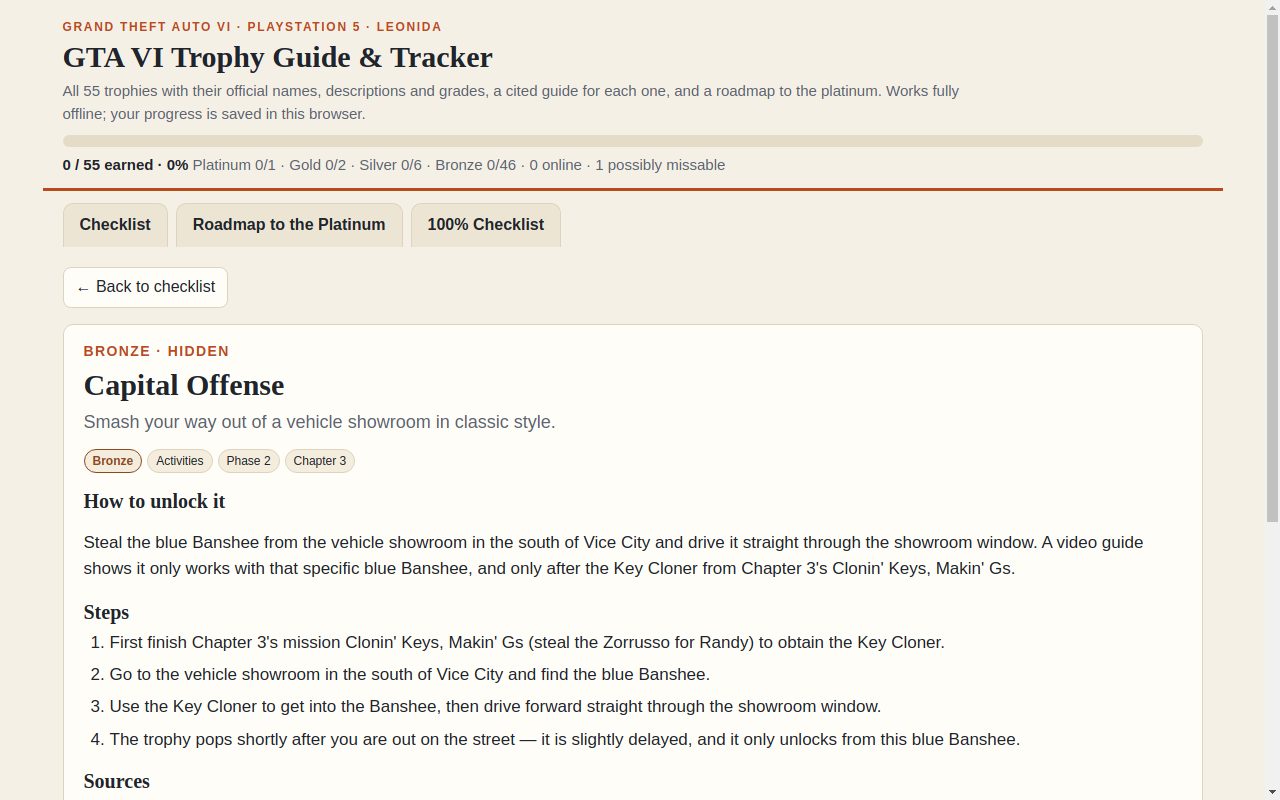 GRAND THEFT AUTO VI · PLAYSTATION 5 · LEONIDA
GTA VI Trophy Guide & Tracker
All 55 trophies with their official names, descriptions and grades, a cited guide for each one, and a roadmap to the platinum. Works fully
offline; your progress is saved in this browser.
0 / 55 earned · 0% Platinum 0/1 · Gold 0/2 · Silver 0/6 · Bronze 0/46 · 0 online · 1 possibly missable
Checklist
Roadmap to the Platinum
100% Checklist
← Back to checklist
BRONZE · HIDDEN
Capital Offense
Smash your way out of a vehicle showroom in classic style.
Bronze
Activities
Phase 2
Chapter 3
How to unlock it
Steal the blue Banshee from the vehicle showroom in the south of Vice City and drive it straight through the showroom window. A video guide
shows it only works with that specific blue Banshee, and only after the Key Cloner from Chapter 3's Clonin' Keys, Makin' Gs.
Steps
1. First finish Chapter 3's mission Clonin' Keys, Makin' Gs (steal the Zorrusso for Randy) to obtain the Key Cloner.
2. Go to the vehicle showroom in the south of Vice City and find the blue Banshee.
3. Use the Key Cloner to get into the Banshee, then drive forward straight through the showroom window.
4. The trophy pops shortly after you are out on the street — it is slightly delayed, and it only unlocks from this blue Banshee.
Sources